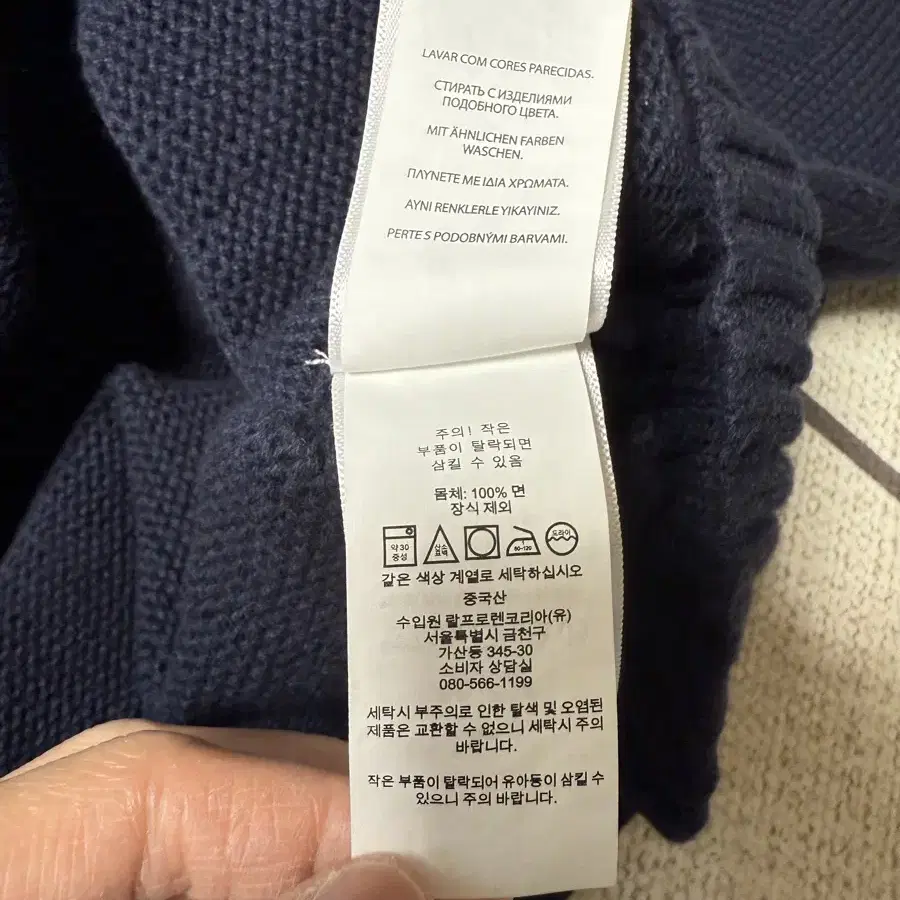 LAVAR COM CORES PARECIDAS.
СТИРАТЬ С ИЗДЕЛИЯМИ
ПОДОБНОГО ЦВЕТА.
MIT ÄHNLICHEN FARBEN
WASCHEN.
ΠΛΥΝΕΤΕ ΜΕ ΙΔΙΑ ΧΡΩΜΑΤΑ.
AYNI RENKLERLE YIKAYINIZ.
PERTE S PODOBNÝMI BARVAMI.
주의! 작은
부품이 탈락되면
삼킬 수 있음
몸체: 100% 면
장식 제외
약 30
중성
산소
표백
80-120
드라이
같은 색상 계열로 세탁하십시오
중국산
수입원 랄프로렌코리아(유)
서울특별시 금천구
가산동 345-30
소비자 상담실
080-566-1199
세탁시 부주의로 인한 탈색 및 오염된
제품은 교환할 수 없으니 세탁시 주의
바랍니다.
작은 부품이 탈락되어 유아등이 삼킬 수
있으니 주의 바랍니다.